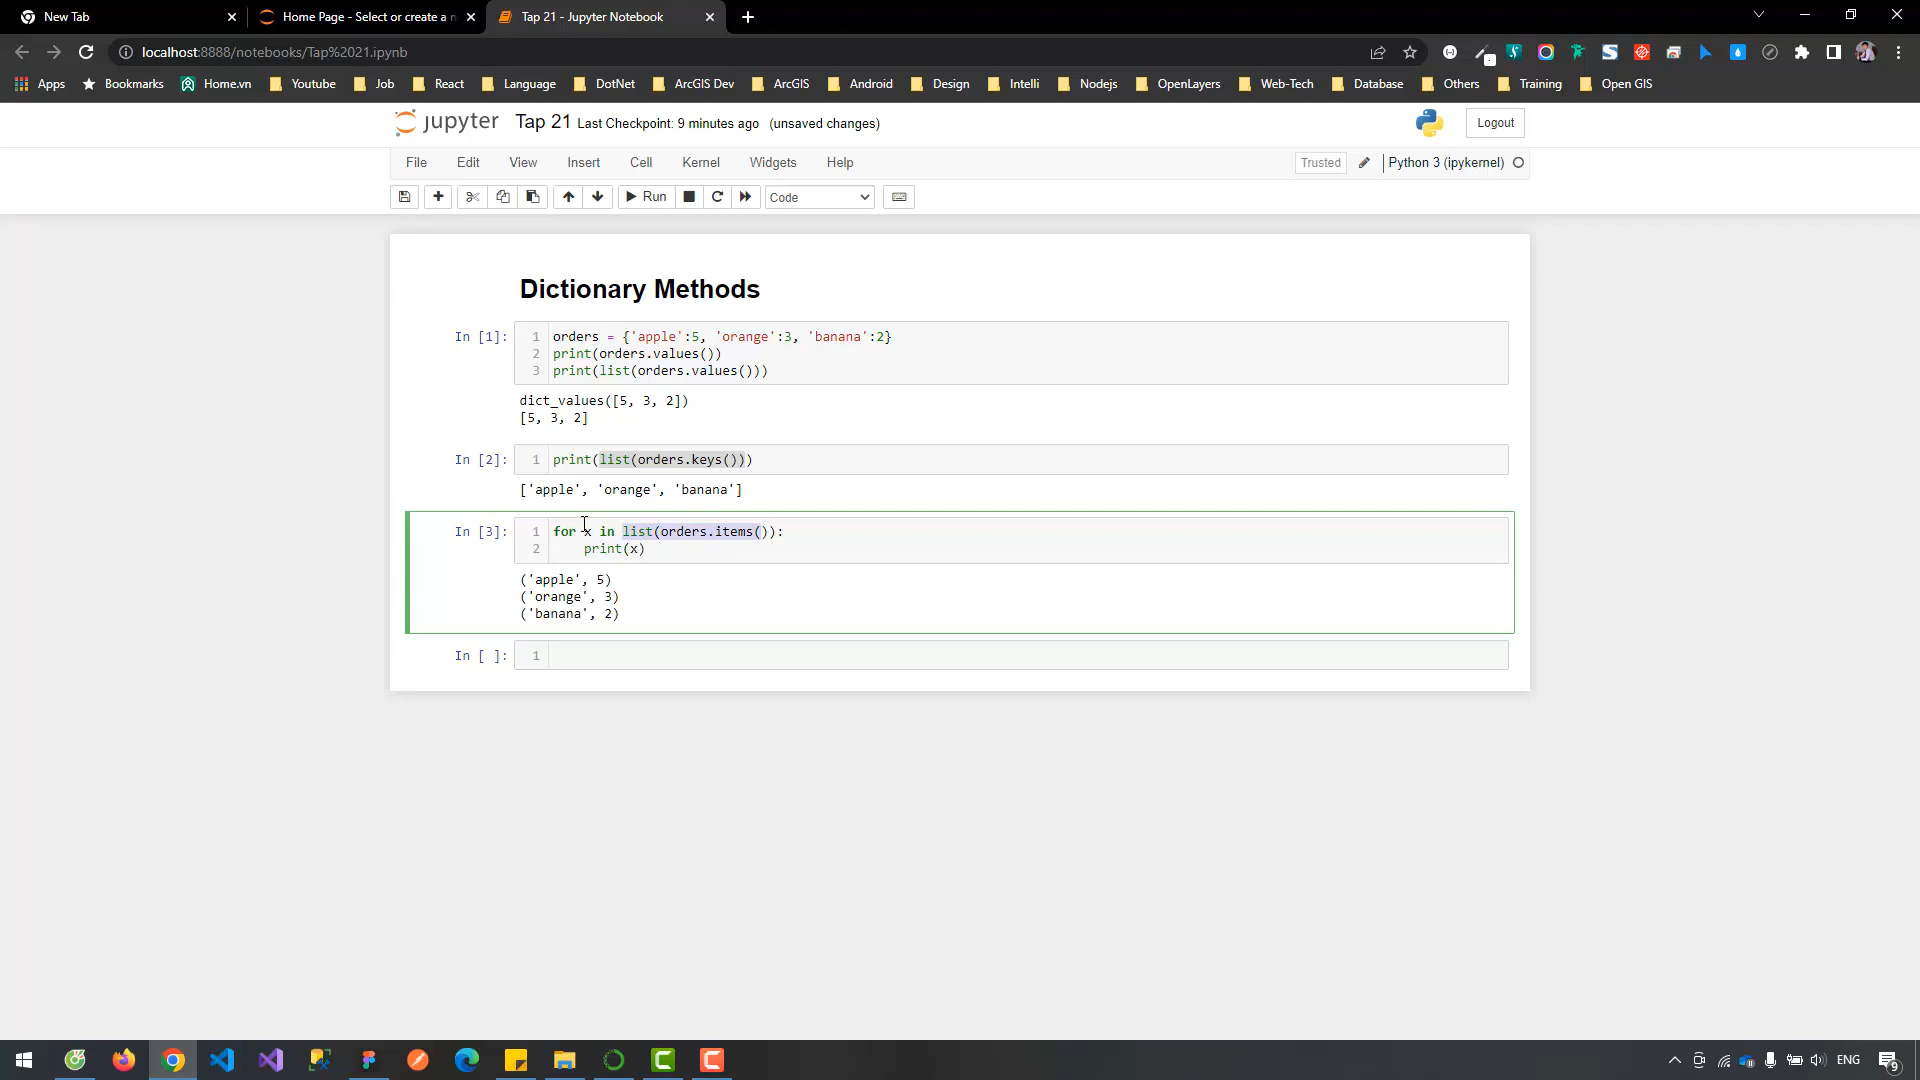 New Tab
Home Page - Select or create a n
Tap 21 - Jupyter Notebook
localhost:8888/notebooks/Tap%2021.ipynb
Apps
Bookmarks
Home.vn
Youtube
Job
React
Language
DotNet
ArcGIS Dev
ArcGIS
Android
Design
Intelli
Nodejs
OpenLayers
Web-Tech
Database
Others
Training
Open GIS
jupyter Tap 21 Last Checkpoint: 9 minutes ago (unsaved changes)
Logout
File Edit View Insert Cell Kernel Widgets Help
Trusted
Python 3 (ipykernel)
Run
Code
Dictionary Methods
In [1]:
1 orders = {'apple':5, 'orange':3, 'banana':2}
2 print(orders.values())
3 print(list(orders.values()))
dict_values([5, 3, 2])
[5, 3, 2]
In [2]:
1 print(list(orders.keys()))
['apple', 'orange', 'banana']
In [3]:
1 for x in list(orders.items()):
2 print(x)
('apple', 5)
('orange', 3)
('banana', 2)
In [ ]:
1
ENG
9